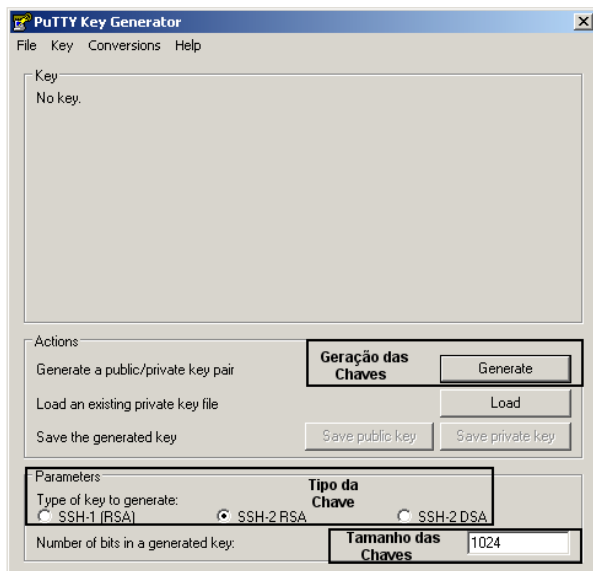 PuTTY Key Generator
File Key Conversions Help
Key
No key.
Actions
Generate a public/private key pair
Geração das
Chaves
Generate
Load an existing private key file
Load
Save the generated key
Save public key
Save private key
Parameters
Type of key to generate:
Tipo da
Chave
SSH-1 (RSA)
SSH-2 RSA
SSH-2 DSA
Number of bits in a generated key:
Tamanho das
Chaves
1024